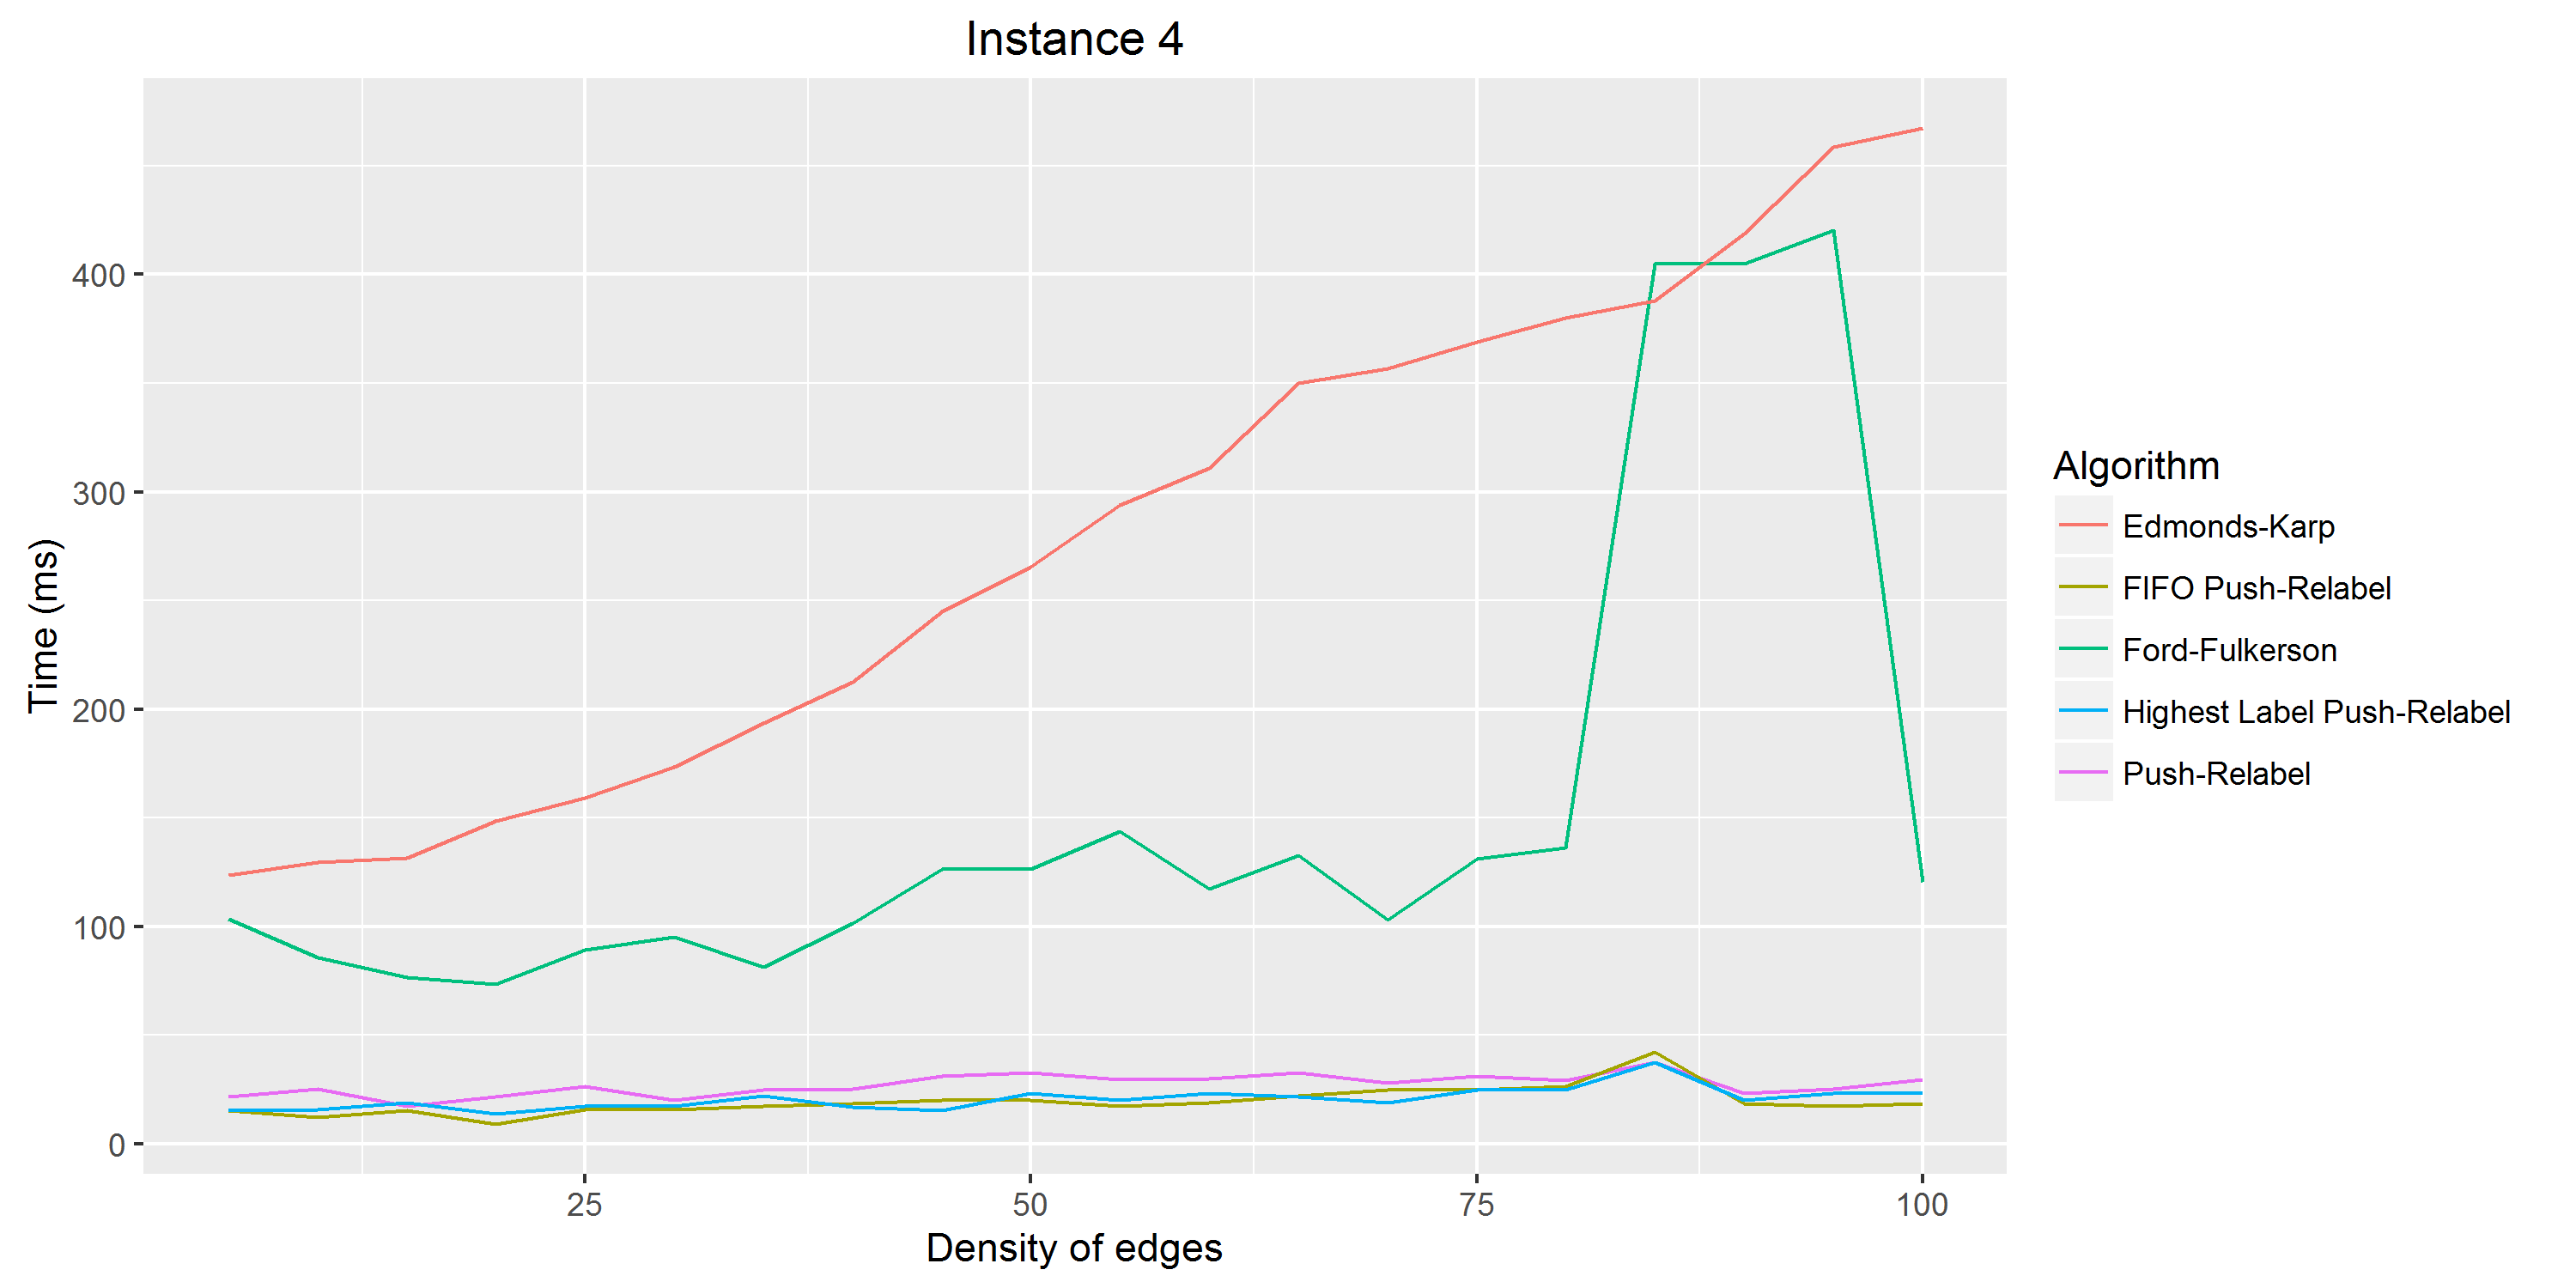 Instance 4
400
300
200
100
0
Time (ms)
25
50
75
100
Density of edges
Algorithm
Edmonds-Karp
FIFO Push-Relabel
Ford-Fulkerson
Highest Label Push-Relabel
Push-Relabel